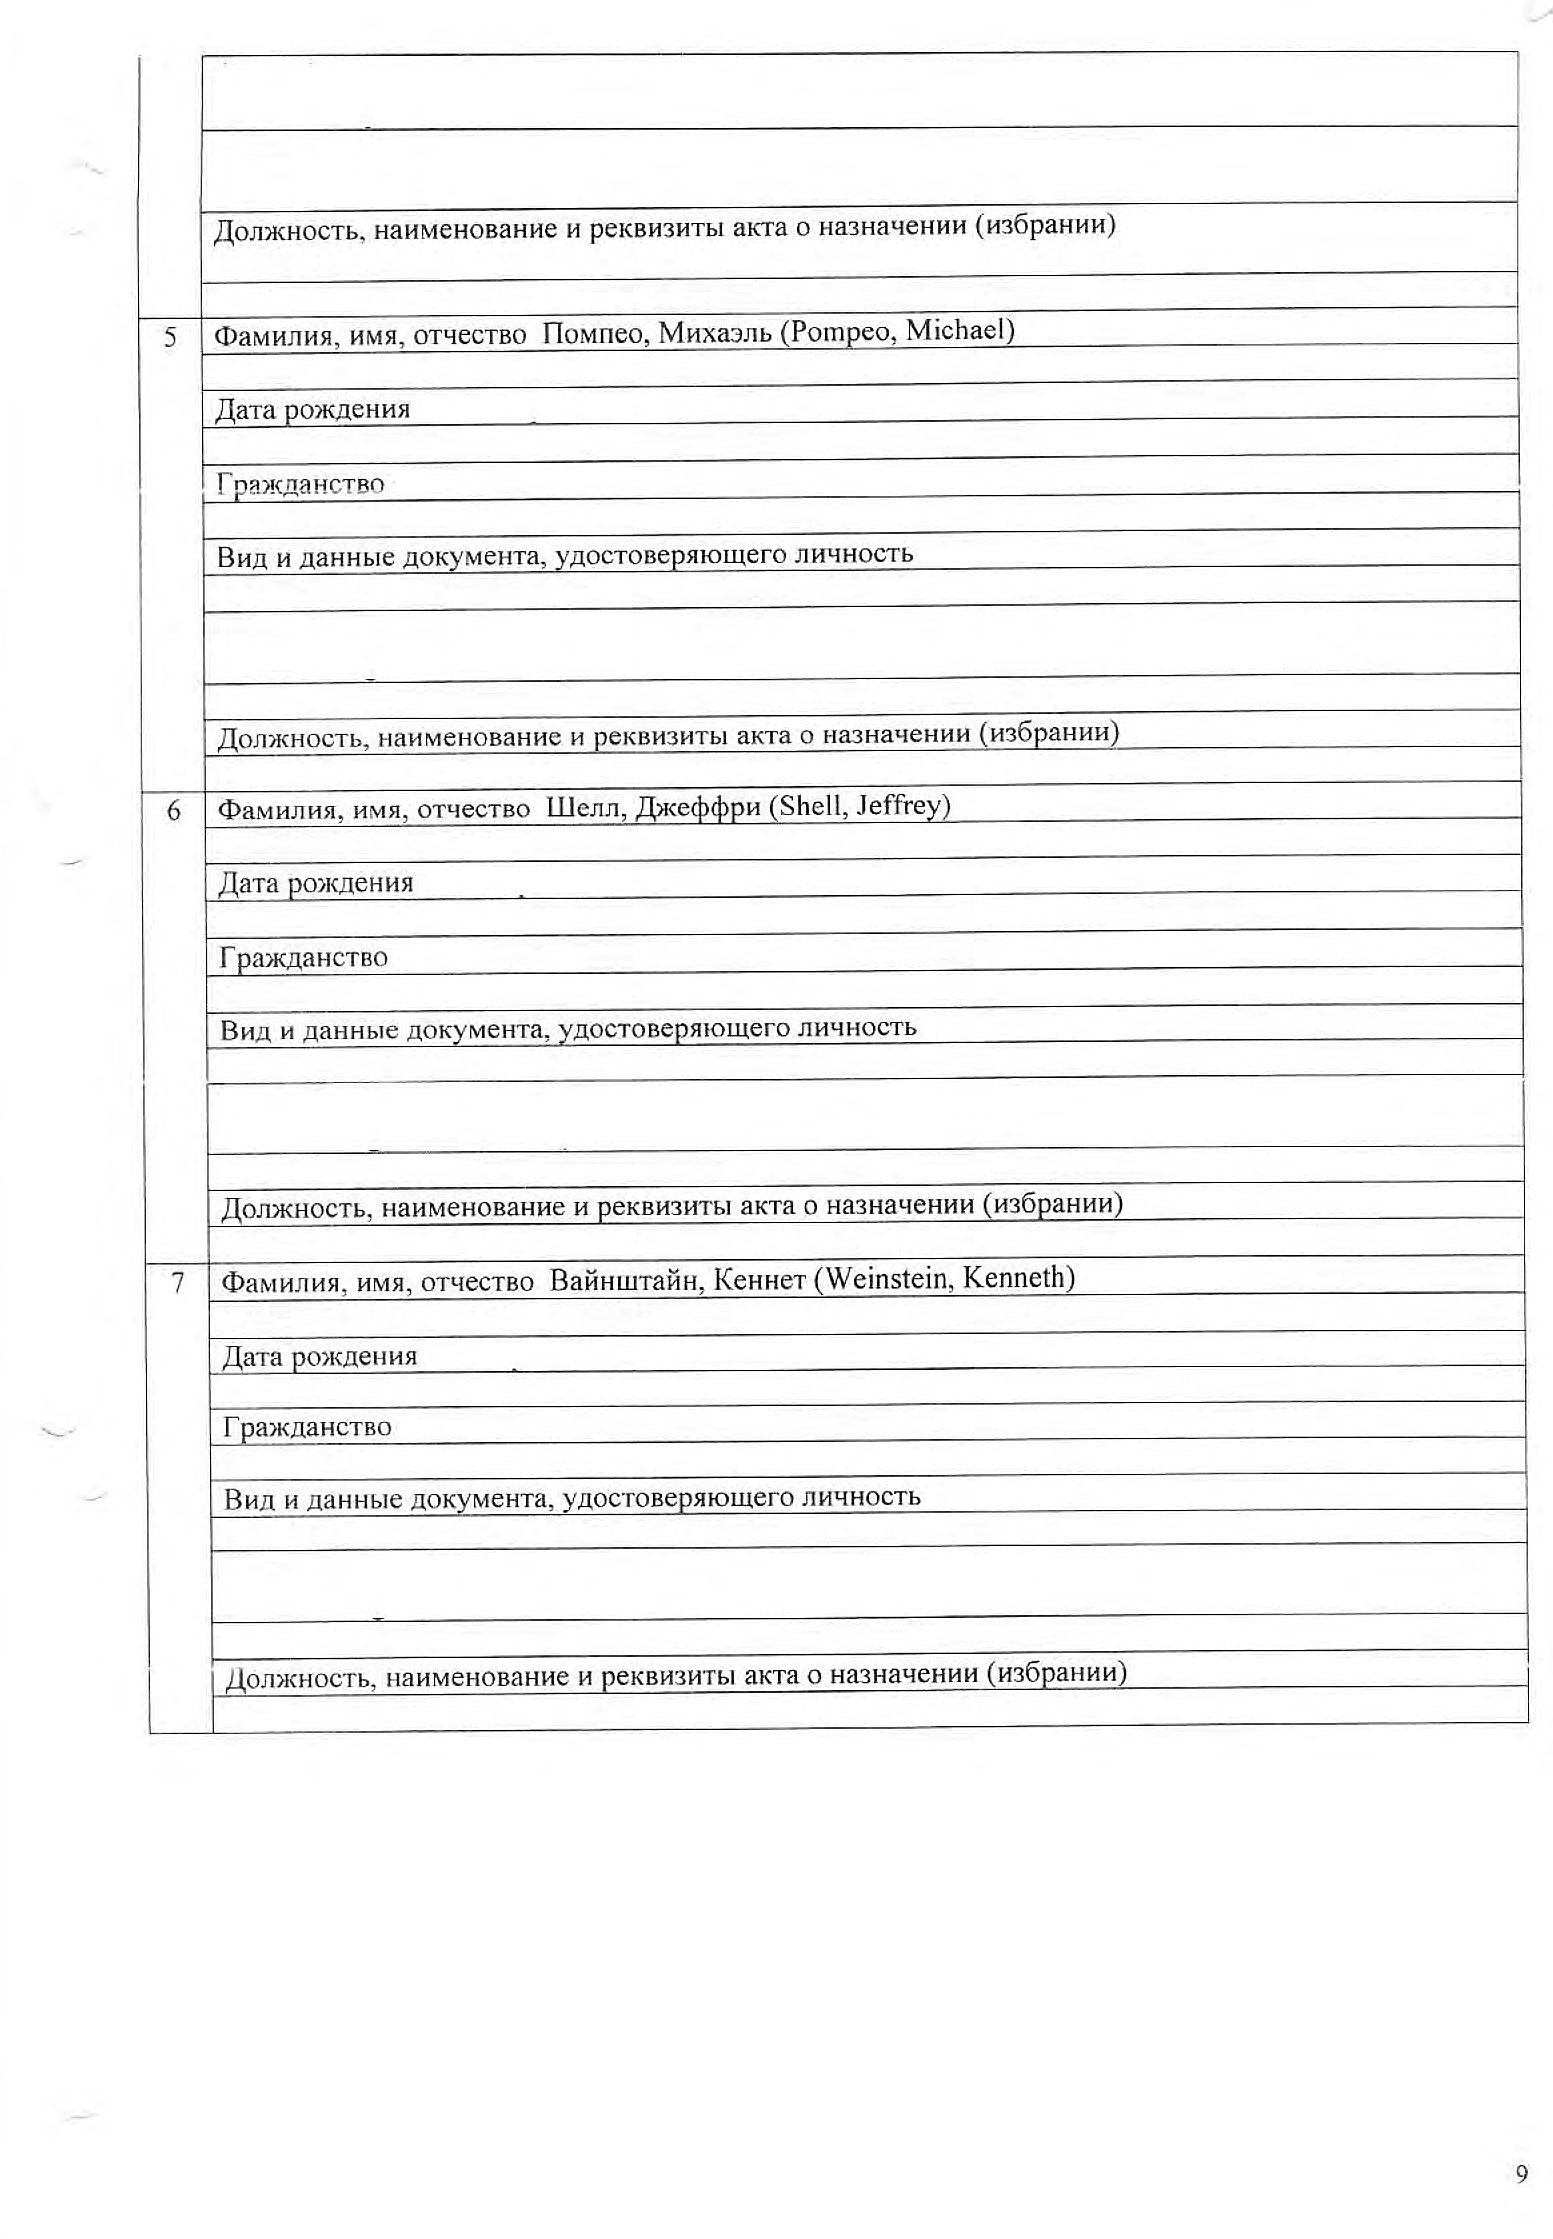 Должность, наименование и реквизиты акта о назначении (избрании)
5 Фамилия, имя, отчество Помпео, Михаэль (Pompeo, Michael)
Дата рождения
Гражданство
Вид и данные документа, удостоверяющего личность
Должность, наименование и реквизиты акта о назначении (избрании)
6 Фамилия, имя, отчество Шелл, Джеффри (Shell, Jeffrey)
Дата рождения
Гражданство
Вид и данные документа, удостоверяющего личность
Должность, наименование и реквизиты акта о назначении (избрании)
7 Фамилия, имя, отчество Вайнштайн, Кеннет (Weinstein, Kenneth)
Дата рождения
Гражданство
Вид и данные документа, удостоверяющего личность
Должность, наименование и реквизиты акта о назначении (избрании)
9